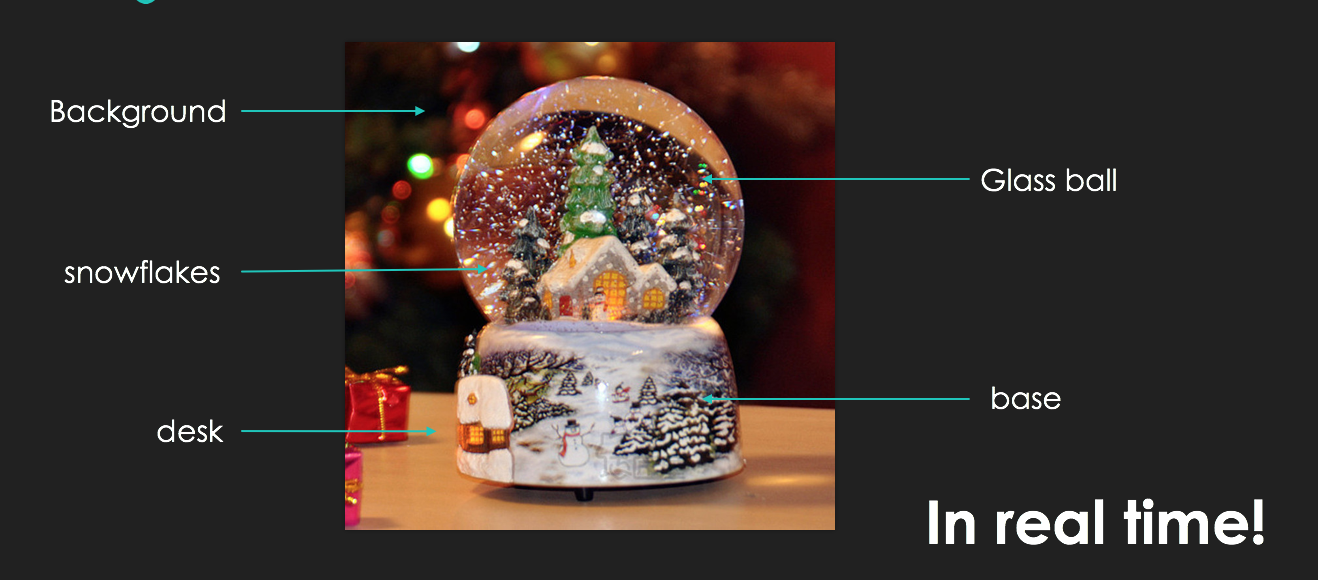 Background
Glass ball
snowflakes
base
desk
In real time!